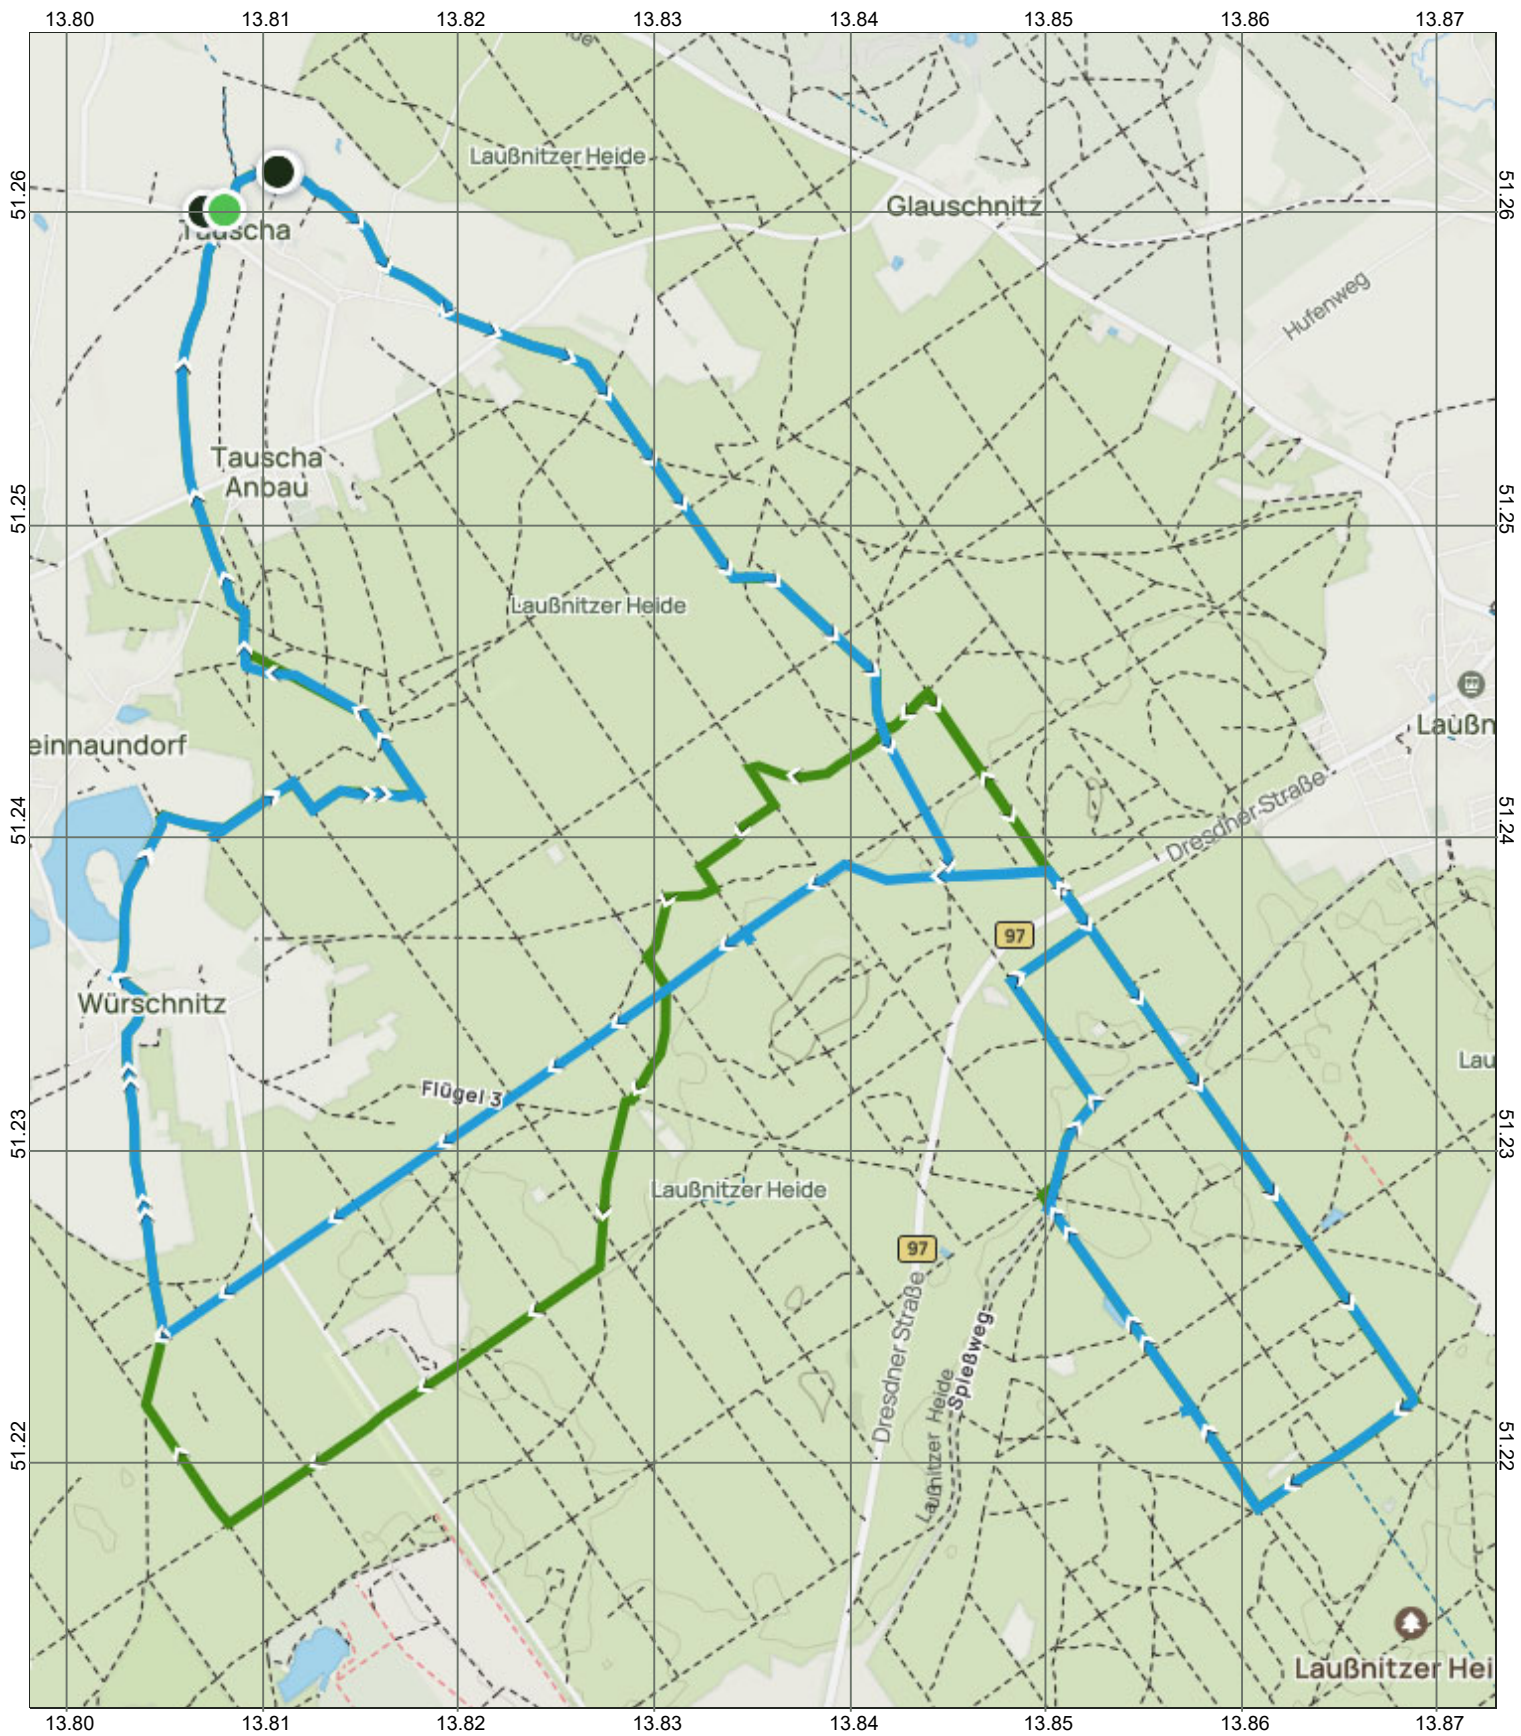 13.80 13.81 13.82 13.83 13.84 13.85 13.86 13.87
Laußnitzer Heide
51.26
51.26
Glauschnitz
Tauscha
Hufenweg
Tauscha
Anbau
51.25
51.25
Laußnitzer Heide
Laußn
einnaundorf
Dresdner Straße
51.24
51.24
97
Würschnitz
Lau
Flügel 3
51.23
51.23
Laußnitzer Heide
97
Dresdner Straße
Spießweg
Laußnitzer Heide
51.22
51.22
Laußnitzer Hei
13.80 13.81 13.82 13.83 13.84 13.85 13.86 13.87